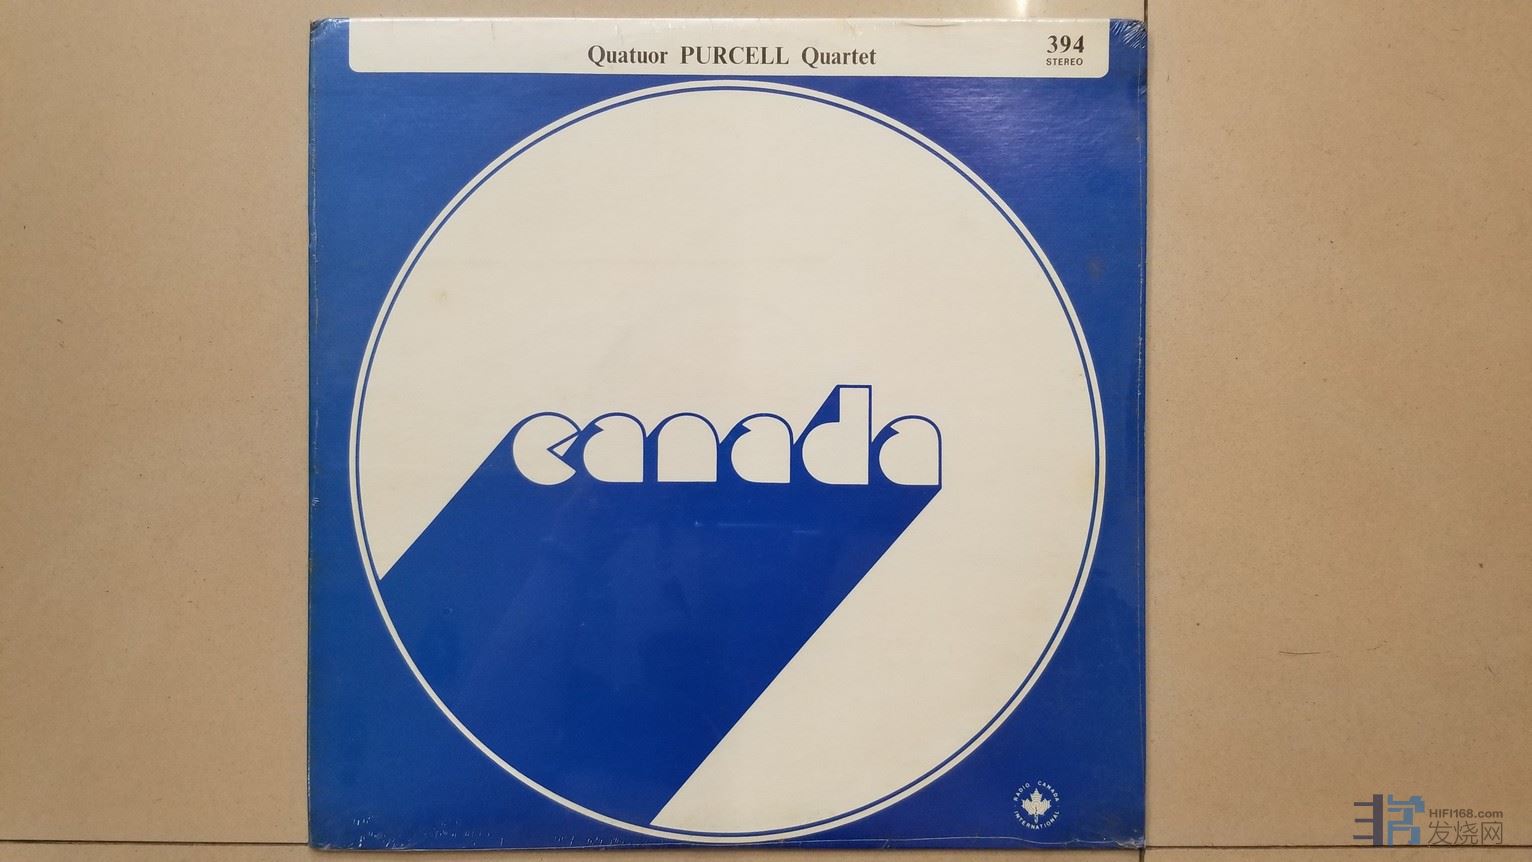 Quatuor PURCELL Quartet
394
STEREO
canada
RADIO CANADA
INTERNATIONAL
HIFI168.com
发烧网